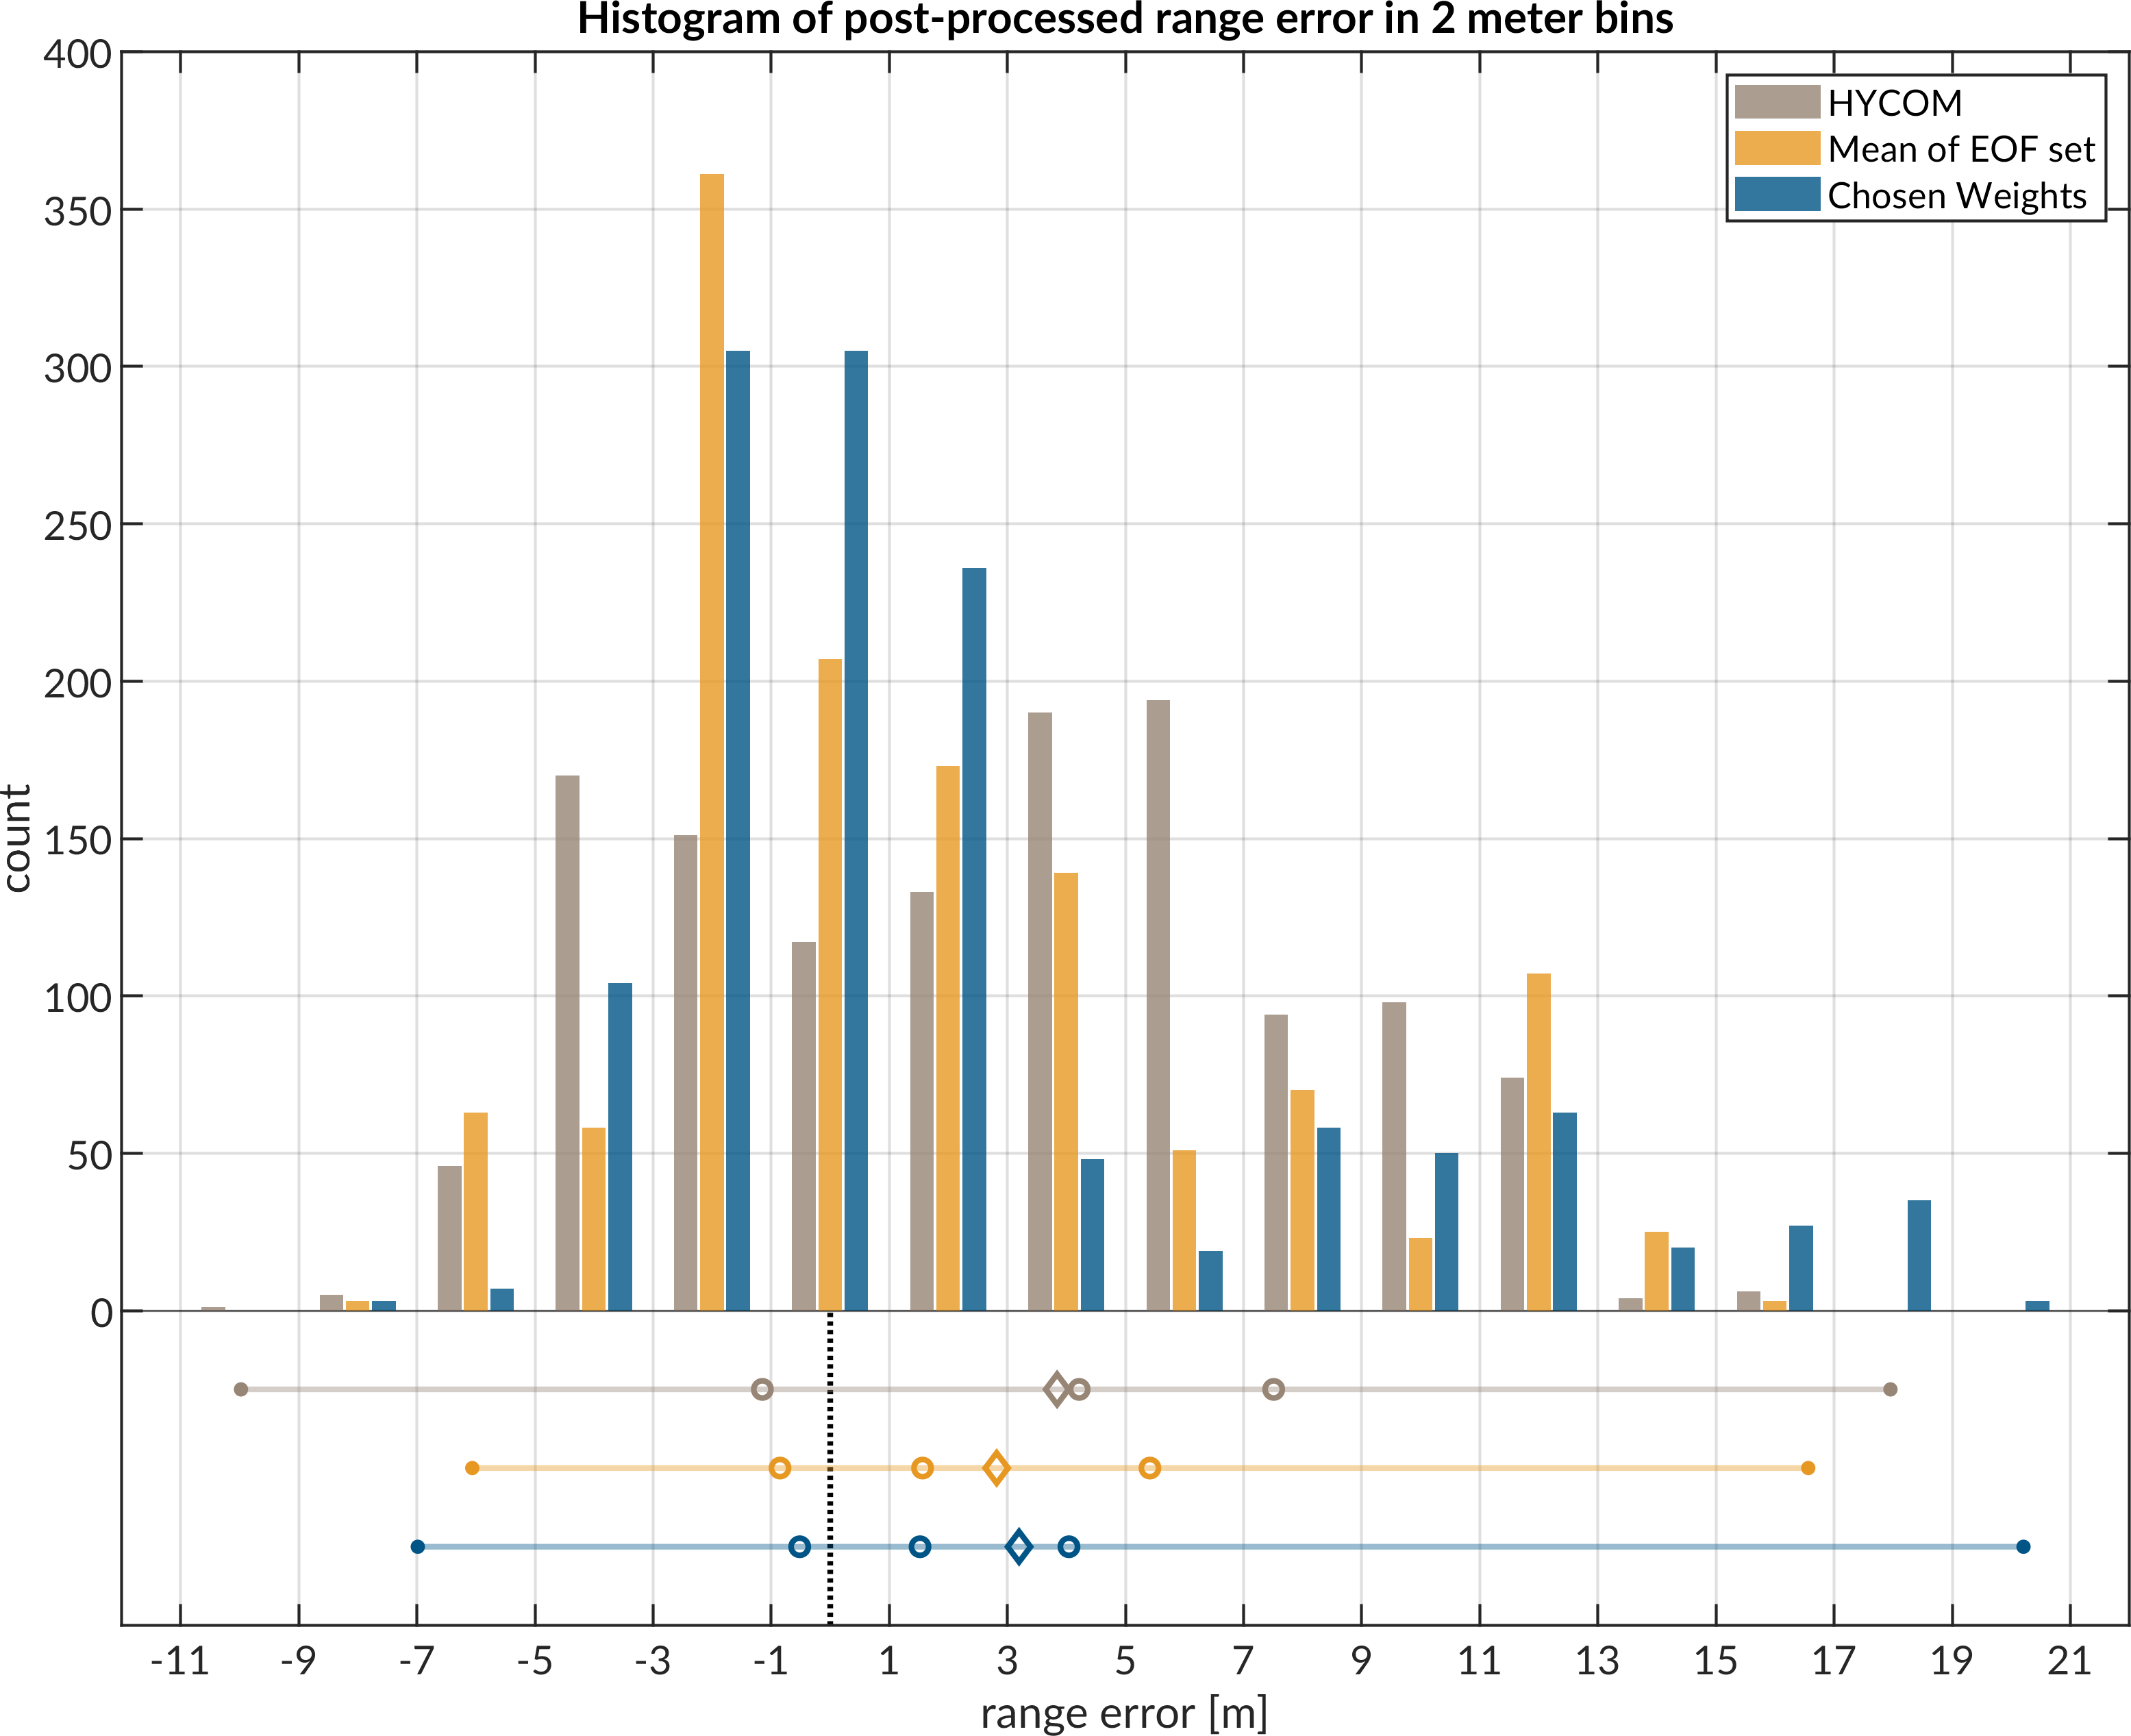 Histogram of post-processed range error in 2 meter bins
400
350
300
250
200
150
100
50
0
count
HYCOM
Mean of EOF set
Chosen Weights
-11 -9 -7 -5 -3 -1 1 3 5 7 9 11 13 15 17 19 21
range error [m]